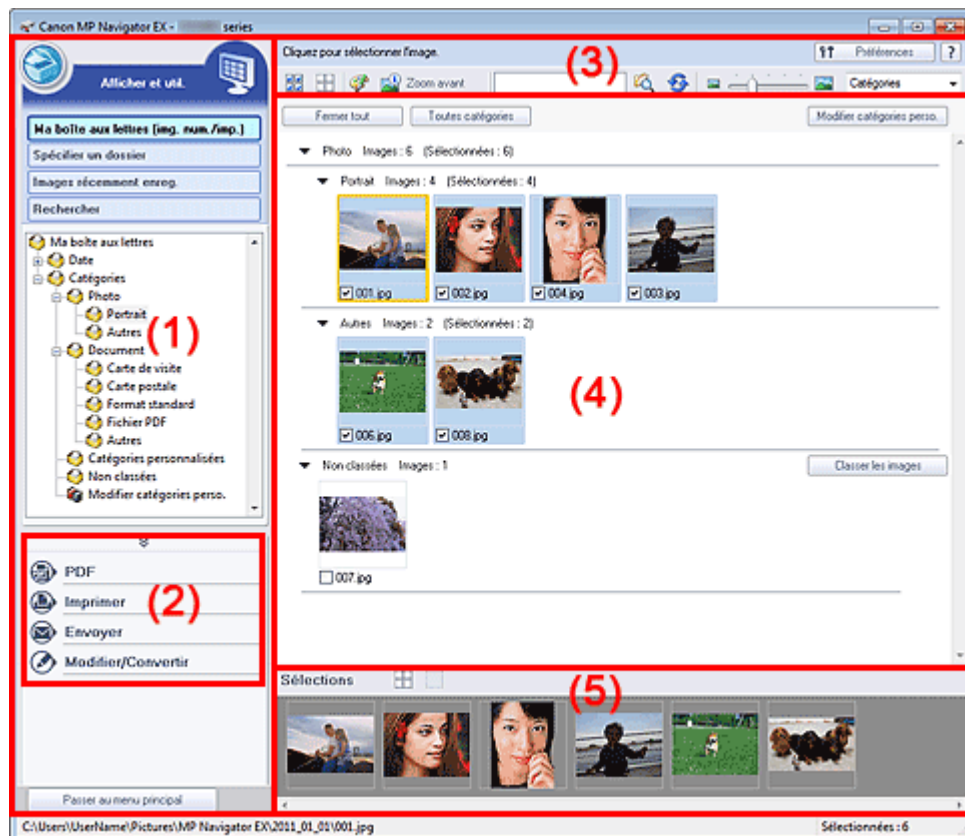 Canon MP Navigator EX - series
Afficher et util.
Ma boîte aux lettres (img. num./imp.)
Spécifier un dossier
Images récemment enreg.
Rechercher
Ma boîte aux lettres
Date
Catégories
Photo
Portrait
Autres
(1)
Document
Carte de visite
Carte postale
Format standard
Fichier PDF
Autres
Catégories personnalisées
Non classées
Modifier catégories perso.
PDF
Imprimer
(2)
Envoyer
Modifier/Convertir
Passer au menu principal
Cliquez pour sélectionner l'image.
(3)
Préférences
?
Zoom avant
Catégories
Fermer tout
Toutes catégories
Modifier catégories perso.
Photo Images : 6 (Sélectionnées : 6)
Portrait Images : 4 (Sélectionnées : 4)
001.jpg
002.jpg
004.jpg
003.jpg
Autres Images : 2 (Sélectionnées : 2)
(4)
006.jpg
008.jpg
Non classées Images : 1
Classer les images
007.jpg
Sélections
(5)
C:\Users\UserName\Pictures\MP Navigator EX\2011_01_01\001.jpg
Sélectionnées : 6